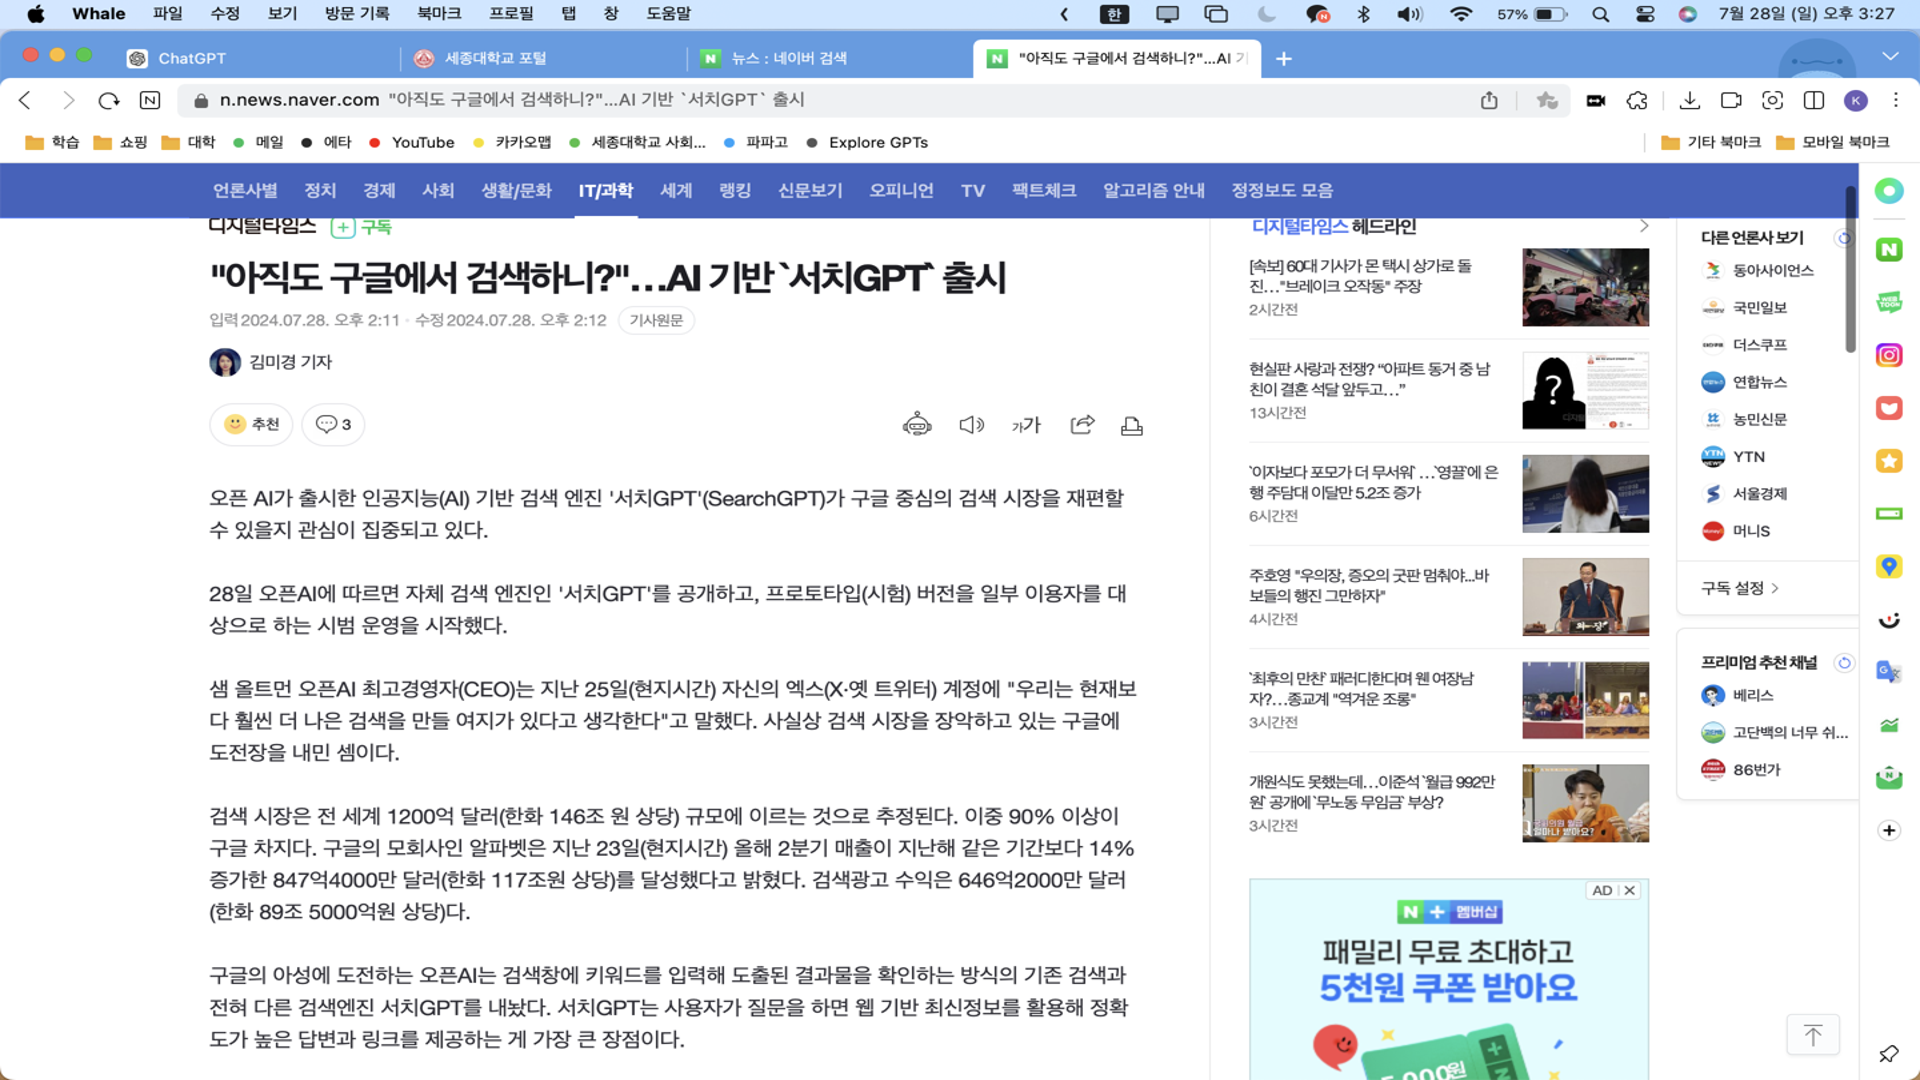 Whale 파일 수정 보기 방문 기록 북마크 프로필 탭 창 도움말 한 57% 7월 28일 (일) 오후 3:27
ChatGPT 세종대학교 포털 뉴스 : 네이버 검색 "아직도 구글에서 검색하니?"...AI 기
n.news.naver.com "아직도 구글에서 검색하니?"...AI 기반 `서치GPT` 출시
학습 쇼핑 대학 메일 에타 YouTube 카카오맵 세종대학교 사회... 파파고 Explore GPTs 기타 북마크 모바일 북마크
언론사별 정치 경제 사회 생활/문화 IT/과학 세계 랭킹 신문보기 오피니언 TV 팩트체크 알고리즘 안내 정정보도 모음
디지털타임스 구독
"아직도 구글에서 검색하니?"…AI 기반 `서치GPT` 출시
입력 2024.07.28. 오후 2:11 · 수정 2024.07.28. 오후 2:12 기사원문
김미경 기자
추천 3 가가
오픈 AI가 출시한 인공지능(AI) 기반 검색 엔진 '서치GPT'(SearchGPT)가 구글 중심의 검색 시장을 재편할
수 있을지 관심이 집중되고 있다.
28일 오픈AI에 따르면 자체 검색 엔진인 '서치GPT'를 공개하고, 프로토타입(시험) 버전을 일부 이용자를 대
상으로 하는 시범 운영을 시작했다.
샘 올트먼 오픈AI 최고경영자(CEO)는 지난 25일(현지시간) 자신의 엑스(X·옛 트위터) 계정에 "우리는 현재보
다 훨씬 더 나은 검색을 만들 여지가 있다고 생각한다"고 말했다. 사실상 검색 시장을 장악하고 있는 구글에
도전장을 내민 셈이다.
검색 시장은 전 세계 1200억 달러(한화 146조 원 상당) 규모에 이르는 것으로 추정된다. 이중 90% 이상이
구글 차지다. 구글의 모회사인 알파벳은 지난 23일(현지시간) 올해 2분기 매출이 지난해 같은 기간보다 14%
증가한 847억4000만 달러(한화 117조원 상당)를 달성했다고 밝혔다. 검색광고 수익은 646억2000만 달러
(한화 89조 5000억원 상당)다.
구글의 아성에 도전하는 오픈AI는 검색창에 키워드를 입력해 도출된 결과물을 확인하는 방식의 기존 검색과
전혀 다른 검색엔진 서치GPT를 내놨다. 서치GPT는 사용자가 질문을 하면 웹 기반 최신정보를 활용해 정확
도가 높은 답변과 링크를 제공하는 게 가장 큰 장점이다.
디지털타임스 헤드라인
[속보] 60대 기사가 몬 택시 상가로 돌
진…"브레이크 오작동" 주장
2시간전
현실판 사랑과 전쟁? “아파트 동거 중 남
친이 결혼 석달 앞두고…”
13시간전
`이자보다 포모가 더 무서워` …`영끌`에 은
행 주담대 이달만 5.2조 증가
6시간전
주호영 "우의장, 증오의 굿판 멈춰야...바
보들의 행진 그만하자"
4시간전
`최후의 만찬` 패러디한다며 웬 여장남
자?…종교계 "역겨운 조롱"
3시간전
개원식도 못했는데…이준석 `월급 992만
원` 공개에 `무노동 무임금` 부상?
3시간전
AD
N + 멤버십
패밀리 무료 초대하고
5천원 쿠폰 받아요
다른 언론사 보기
동아사이언스
국민일보
더스쿠프
연합뉴스
농민신문
YTN
서울경제
머니S
구독 설정
프리미엄 추천 채널
베리스
고단백의 너무 쉬...
86번가